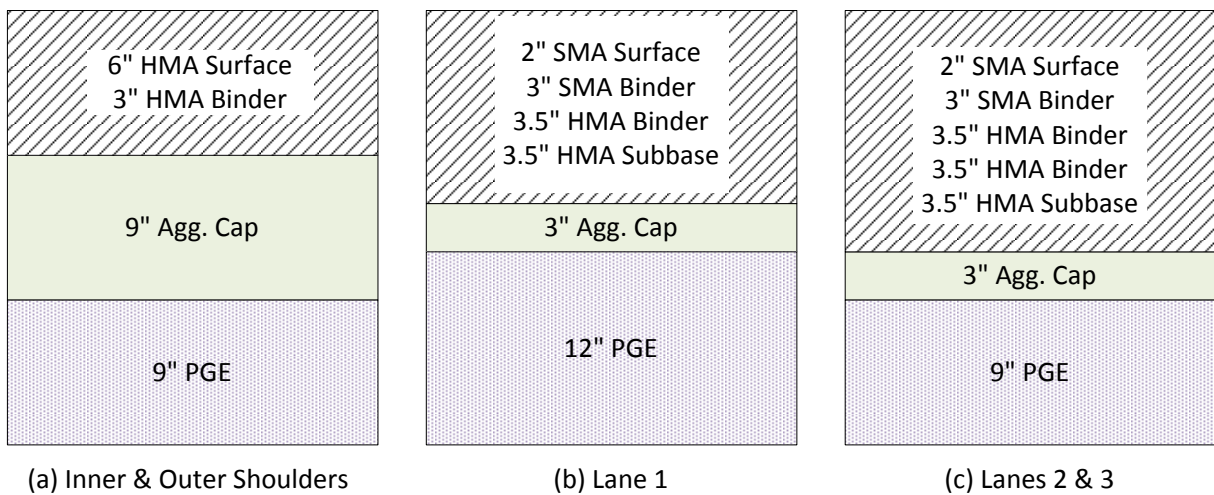 6" HMA Surface
3" HMA Binder
9" Agg. Cap
9" PGE
(a) Inner & Outer Shoulders
2" SMA Surface
3" SMA Binder
3.5" HMA Binder
3.5" HMA Subbase
3" Agg. Cap
12" PGE
(b) Lane 1
2" SMA Surface
3" SMA Binder
3.5" HMA Binder
3.5" HMA Binder
3.5" HMA Subbase
3" Agg. Cap
9" PGE
(c) Lanes 2 & 3